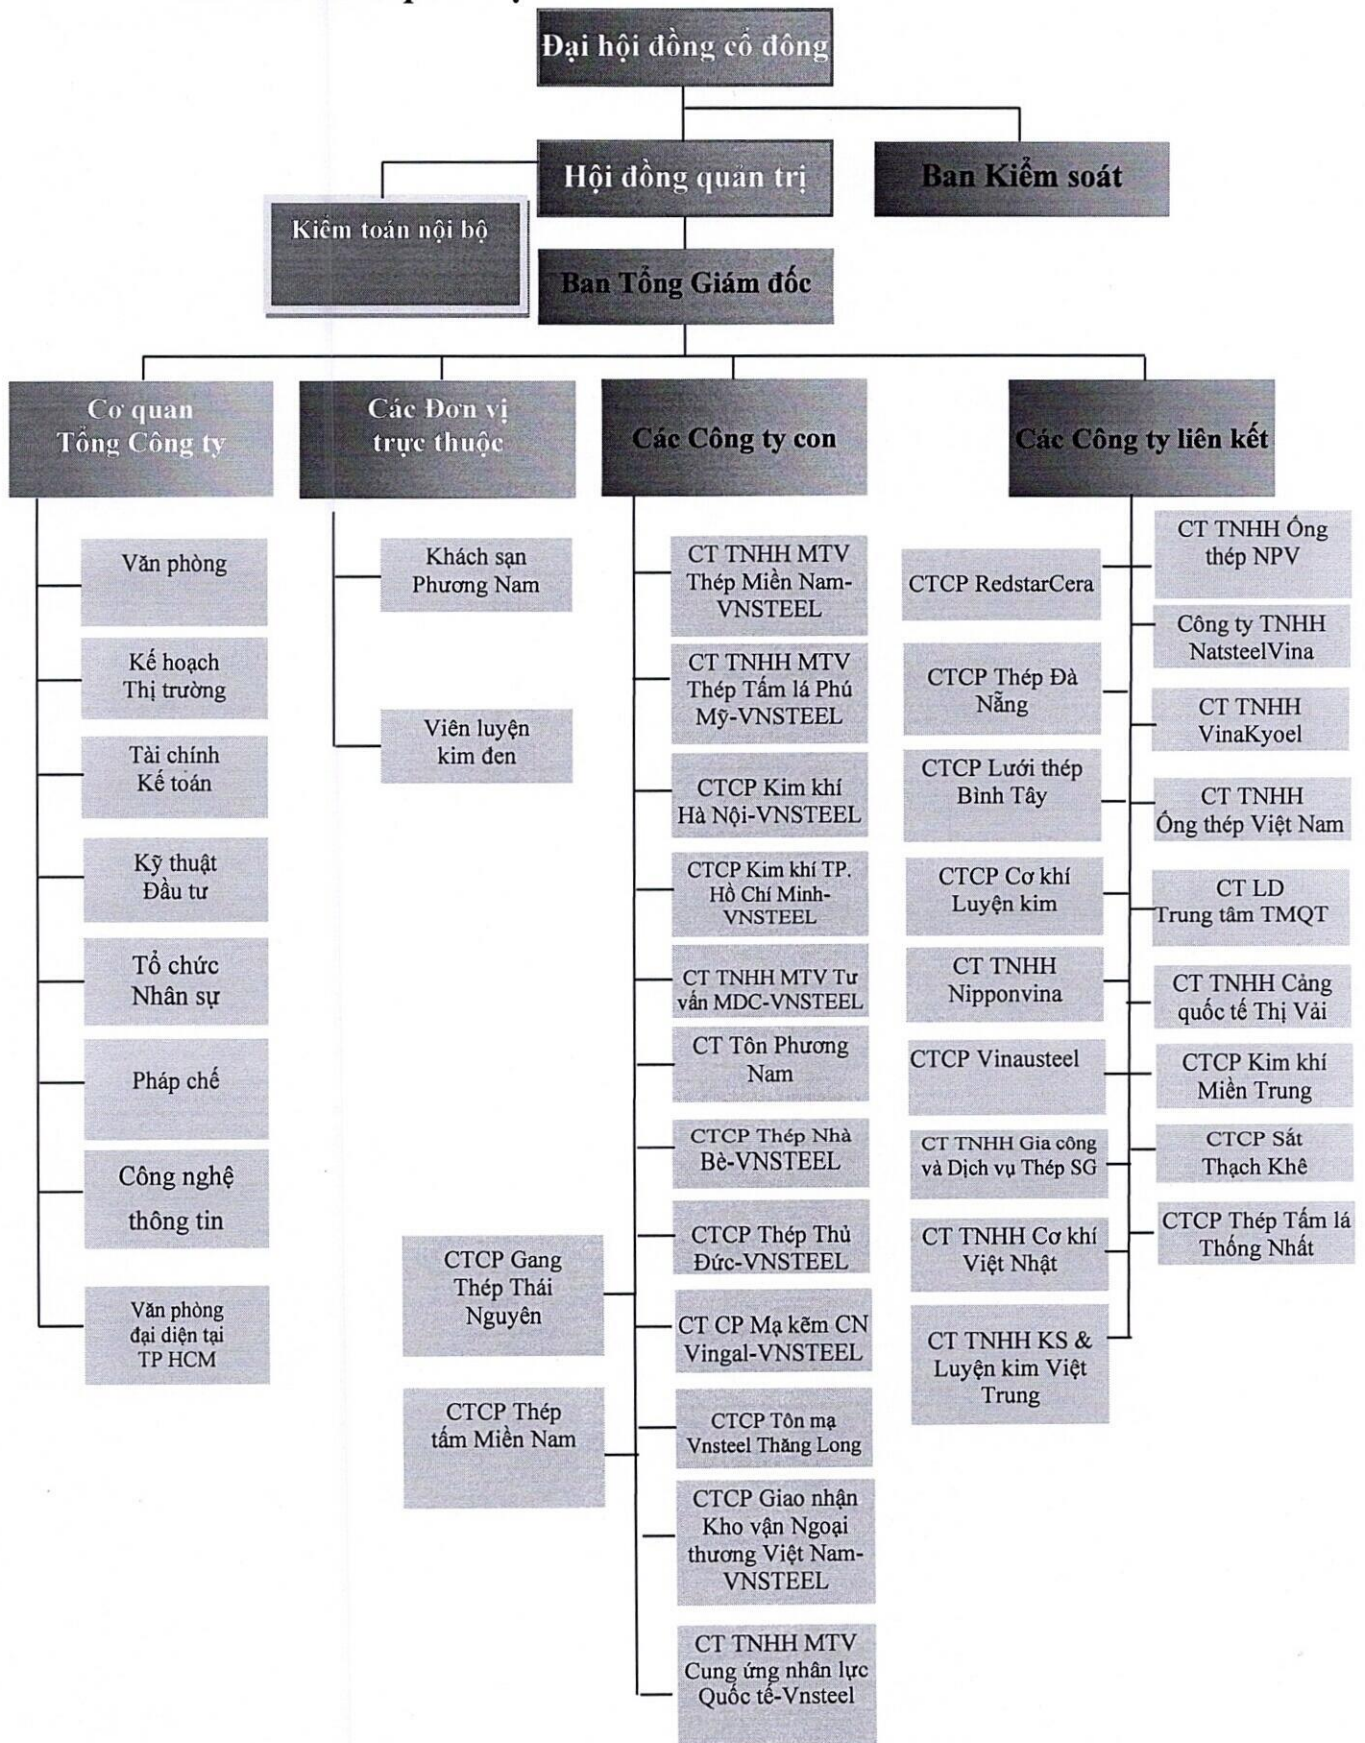 Đại hội đồng cổ đông
Hội đồng quản trị
Ban Kiểm soát
Kiểm toán nội bộ
Ban Tổng Giám đốc
Cơ quan
Tổng Công ty
Các Đơn vị
trực thuộc
Các Công ty con
Các Công ty liên kết
Văn phòng
Kế hoạch
Thị trường
Tài chính
Kế toán
Kỹ thuật
Đầu tư
Tổ chức
Nhân sự
Pháp chế
Công nghệ
thông tin
Văn phòng
đại diện tại
TP HCM
Khách sạn
Phương Nam
Viên luyện
kim đen
CTCP Gang
Thép Thái
Nguyên
CTCP Thép
tấm Miền Nam
CT TNHH MTV
Thép Miền Nam-
VNSTEEL
CT TNHH MTV
Thép Tấm lá Phú
Mỹ-VNSTEEL
CTCP Kim khí
Hà Nội-VNSTEEL
CTCP Kim khí TP.
Hồ Chí Minh-
VNSTEEL
CT TNHH MTV Tư
vấn MDC-VNSTEEL
CT Tôn Phương
Nam
CTCP Thép Nhà
Bè-VNSTEEL
CTCP Thép Thủ
Đức-VNSTEEL
CT CP Mạ kẽm CN
Vingal-VNSTEEL
CTCP Tôn mạ
Vnsteel Thăng Long
CTCP Giao nhận
Kho vận Ngoại
thương Việt Nam-
VNSTEEL
CT TNHH MTV
Cung ứng nhân lực
Quốc tế-Vnsteel
CTCP RedstarCera
CTCP Thép Đà
Nẵng
CTCP Lưới thép
Bình Tây
CTCP Cơ khí
Luyện kim
CT TNHH
Nipponvina
CTCP Vinausteel
CT TNHH Gia công
và Dịch vụ Thép SG
CT TNHH Cơ khí
Việt Nhật
CT TNHH KS &
Luyện kim Việt
Trung
CT TNHH Ống
thép NPV
Công ty TNHH
NatsteelVina
CT TNHH
VinaKyoel
CT TNHH
Ống thép Việt Nam
CT LD
Trung tâm TMQT
CT TNHH Cảng
quốc tế Thị Vải
CTCP Kim khí
Miền Trung
CTCP Sắt
Thạch Khê
CTCP Thép Tấm lá
Thống Nhất